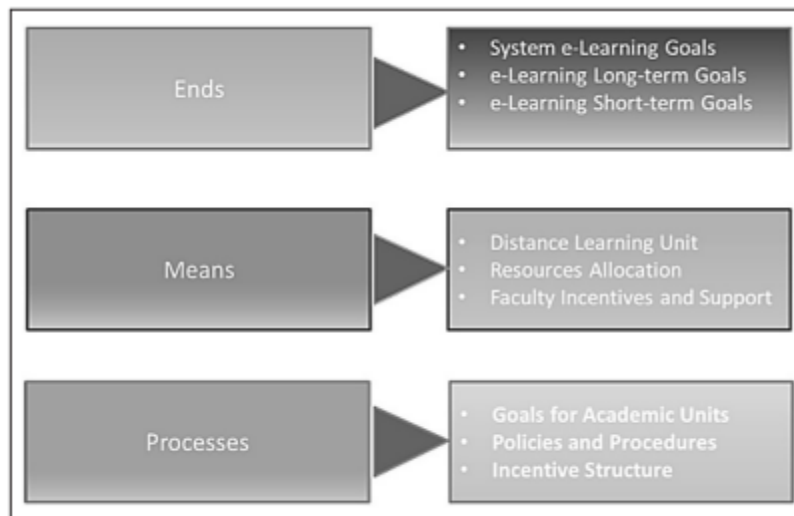 Ends
• System e-Learning Goals
• e-Learning Long-term Goals
• e-Learning Short-term Goals
Means
• Distance Learning Unit
• Resources Allocation
• Faculty Incentives and Support
Processes
• Goals for Academic Units
• Policies and Procedures
• Incentive Structure